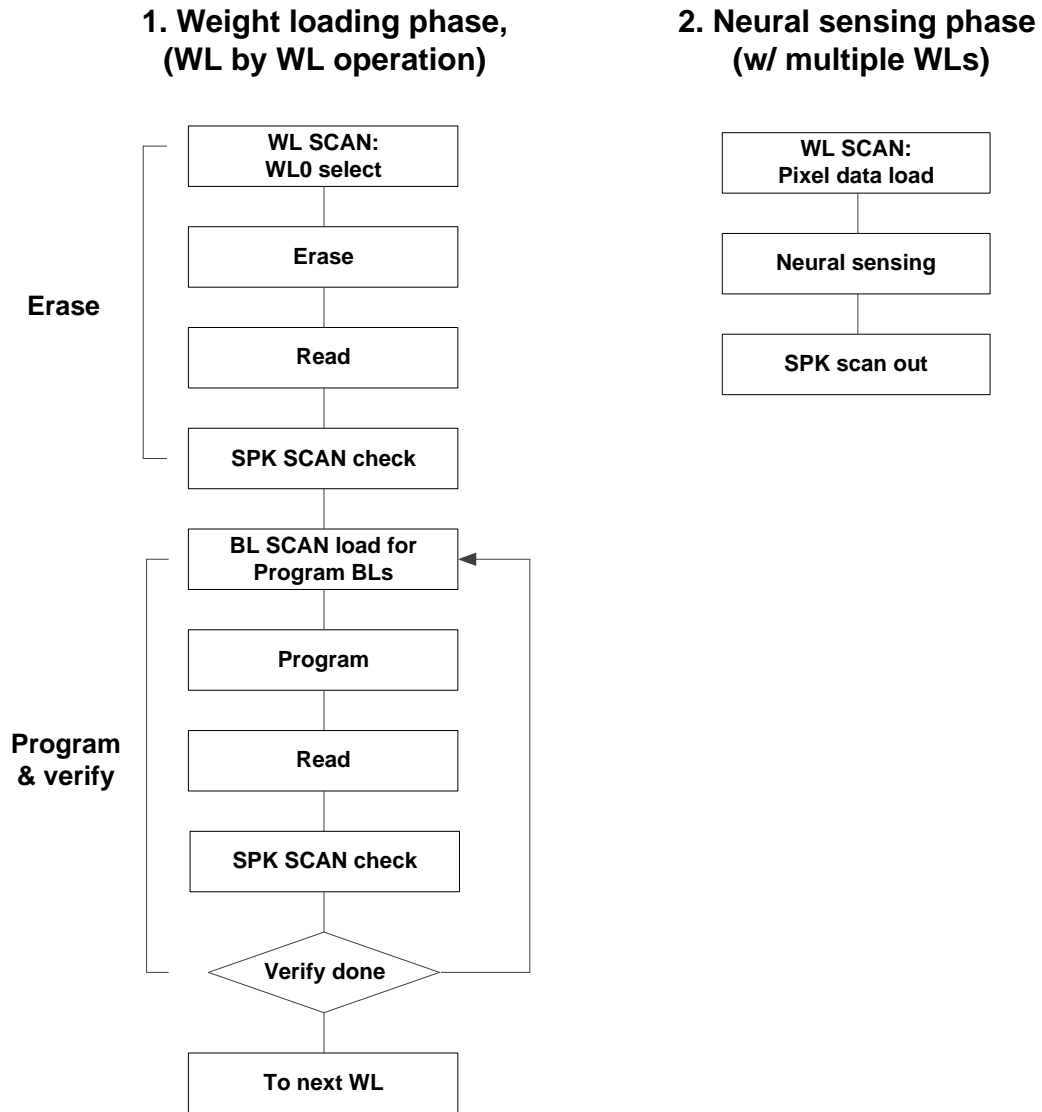 1. Weight loading phase,
(WL by WL operation)
WL SCAN:
WL0 select
Erase
Erase
Read
SPK SCAN check
BL SCAN load for
Program BLs
Program
Program
& verify
Read
SPK SCAN check
Verify done
To next WL
2. Neural sensing phase
(w/ multiple WLs)
WL SCAN:
Pixel data load
Neural sensing
SPK scan out